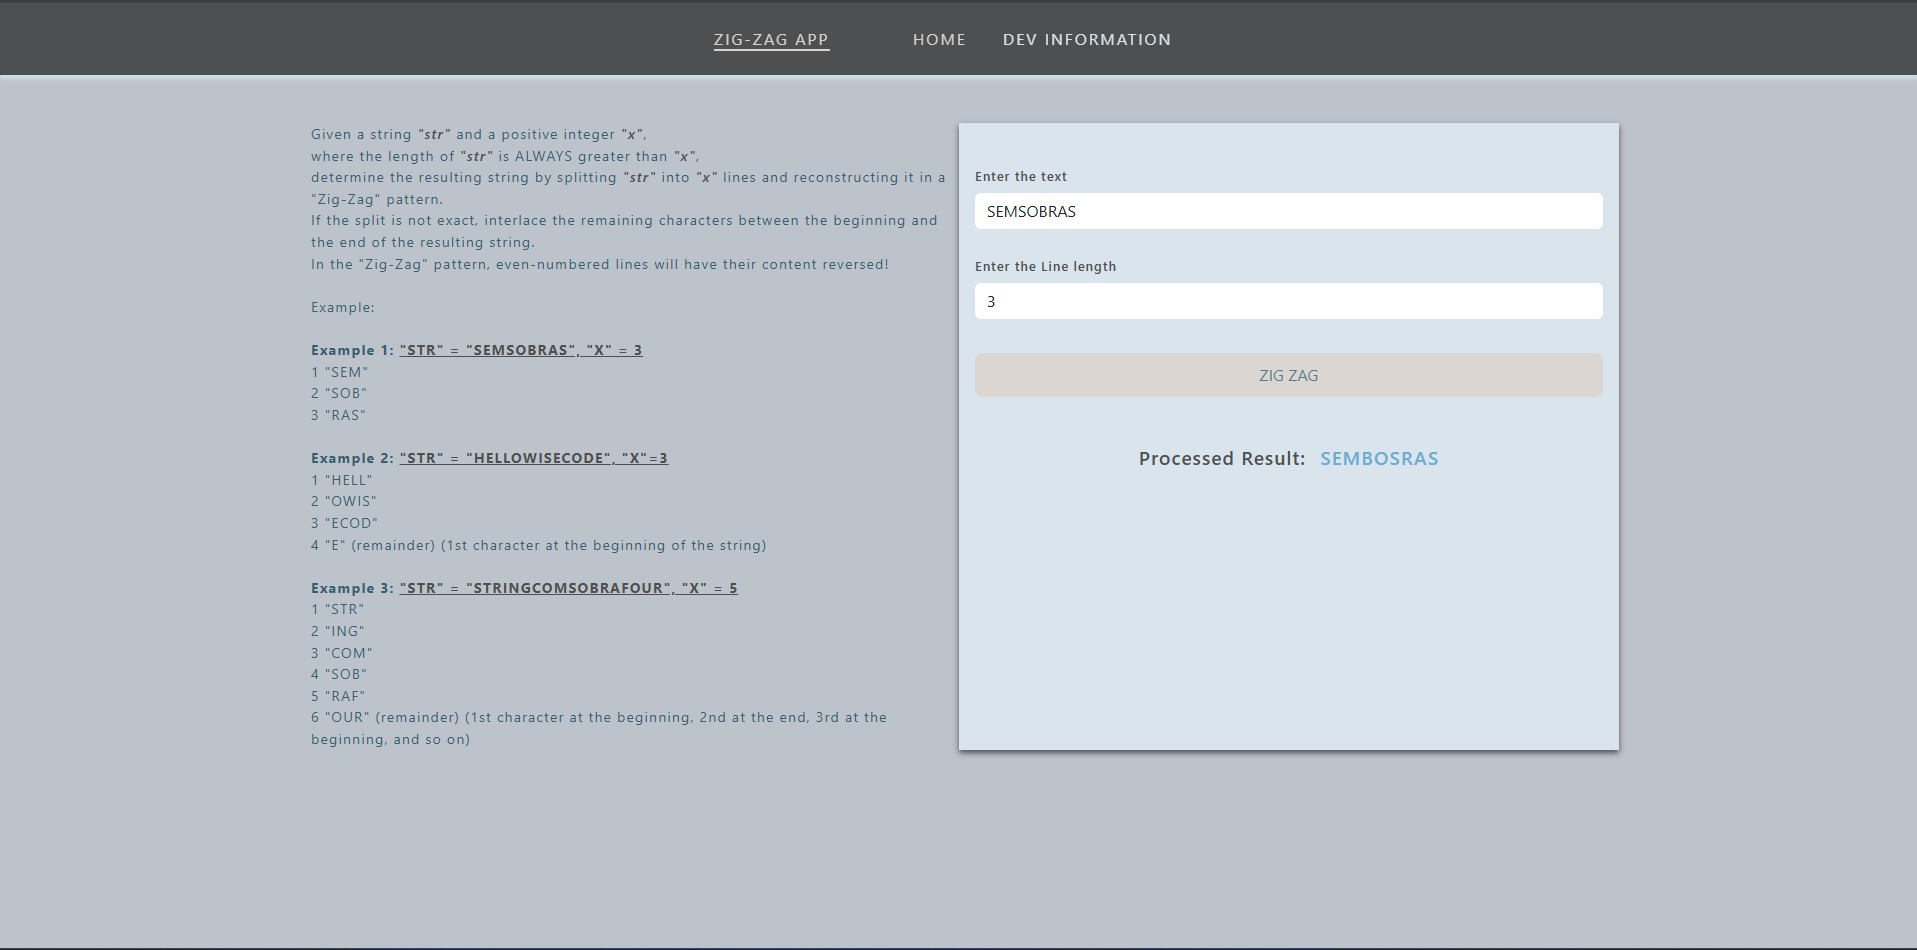 ZIG-ZAG APP HOME DEV INFORMATION
Given a string "str" and a positive integer "x",
where the length of "str" is ALWAYS greater than "x",
determine the resulting string by splitting "str" into "x" lines and reconstructing it in a
"Zig-Zag" pattern.
If the split is not exact, interlace the remaining characters between the beginning and
the end of the resulting string.
In the "Zig-Zag" pattern, even-numbered lines will have their content reversed!
Example:
Example 1: "STR" = "SEMSOBRAS", "X" = 3
1 "SEM"
2 "SOB"
3 "RAS"
Example 2: "STR" = "HELLOWISECODE", "X"=3
1 "HELL"
2 "OWIS"
3 "ECOD"
4 "E" (remainder) (1st character at the beginning of the string)
Example 3: "STR" = "STRINGCOMSOBRAFOUR", "X" = 5
1 "STR"
2 "ING"
3 "COM"
4 "SOB"
5 "RAF"
6 "OUR" (remainder) (1st character at the beginning, 2nd at the end, 3rd at the
beginning, and so on)
Enter the text
SEMSOBRAS
Enter the Line length
3
ZIG ZAG
Processed Result: SEMBOSRAS